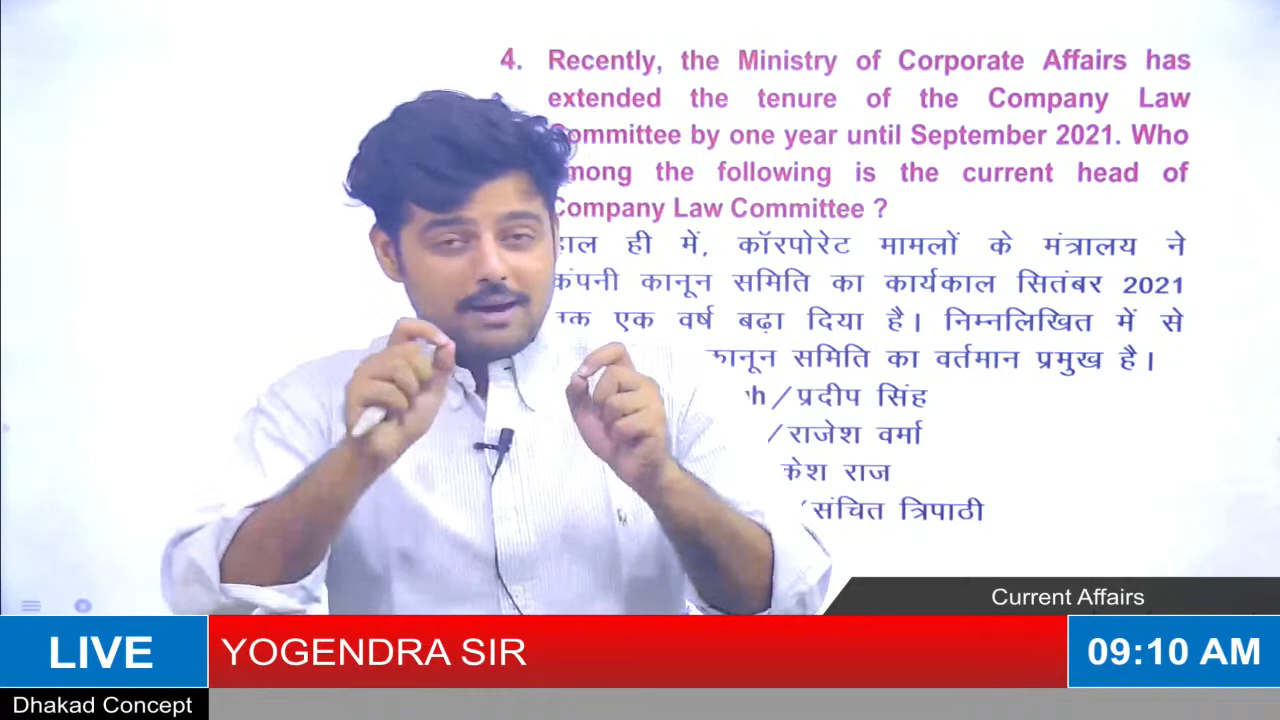 4. Recently, the Ministry of Corporate Affairs has
extended the tenure of the Company Law
Committee by one year until September 2021. Who
among the following is the current head of
Company Law Committee ?
हाल ही में, कॉरपोरेट मामलों के मंत्रालय ने
कंपनी कानून समिति का कार्यकाल सितंबर 2021
तक एक वर्ष बढ़ा दिया है। निम्नलिखित में से
कानून समिति का वर्तमान प्रमुख है।
/प्रदीप सिंह
/राजेश वर्मा
राज
/संचित त्रिपाठी
Current Affairs
LIVE YOGENDRA SIR 09:10 AM
Dhakad Concept